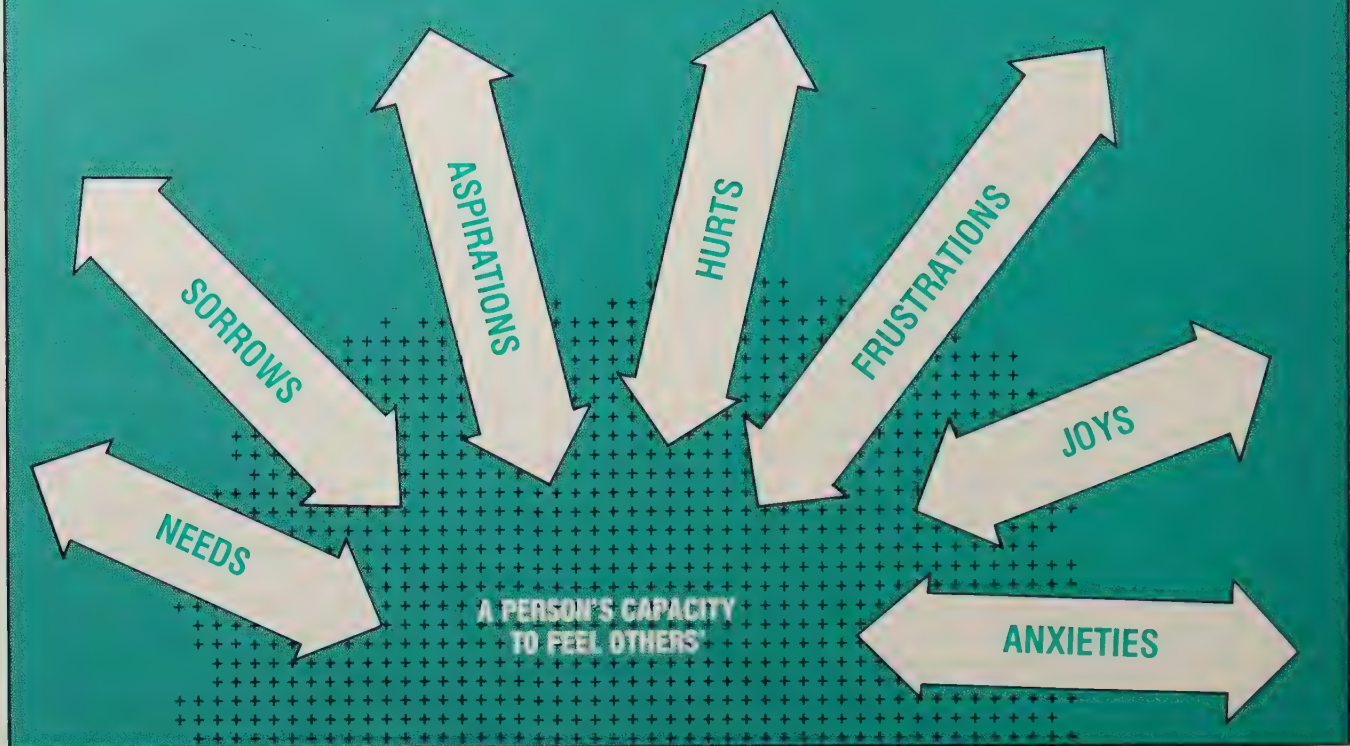 NEEDS
SORROWS
ASPIRATIONS
HURTS
FRUSTRATIONS
JOYS
ANXIETIES
A PERSON'S CAPACITY
TO FEEL OTHERS'